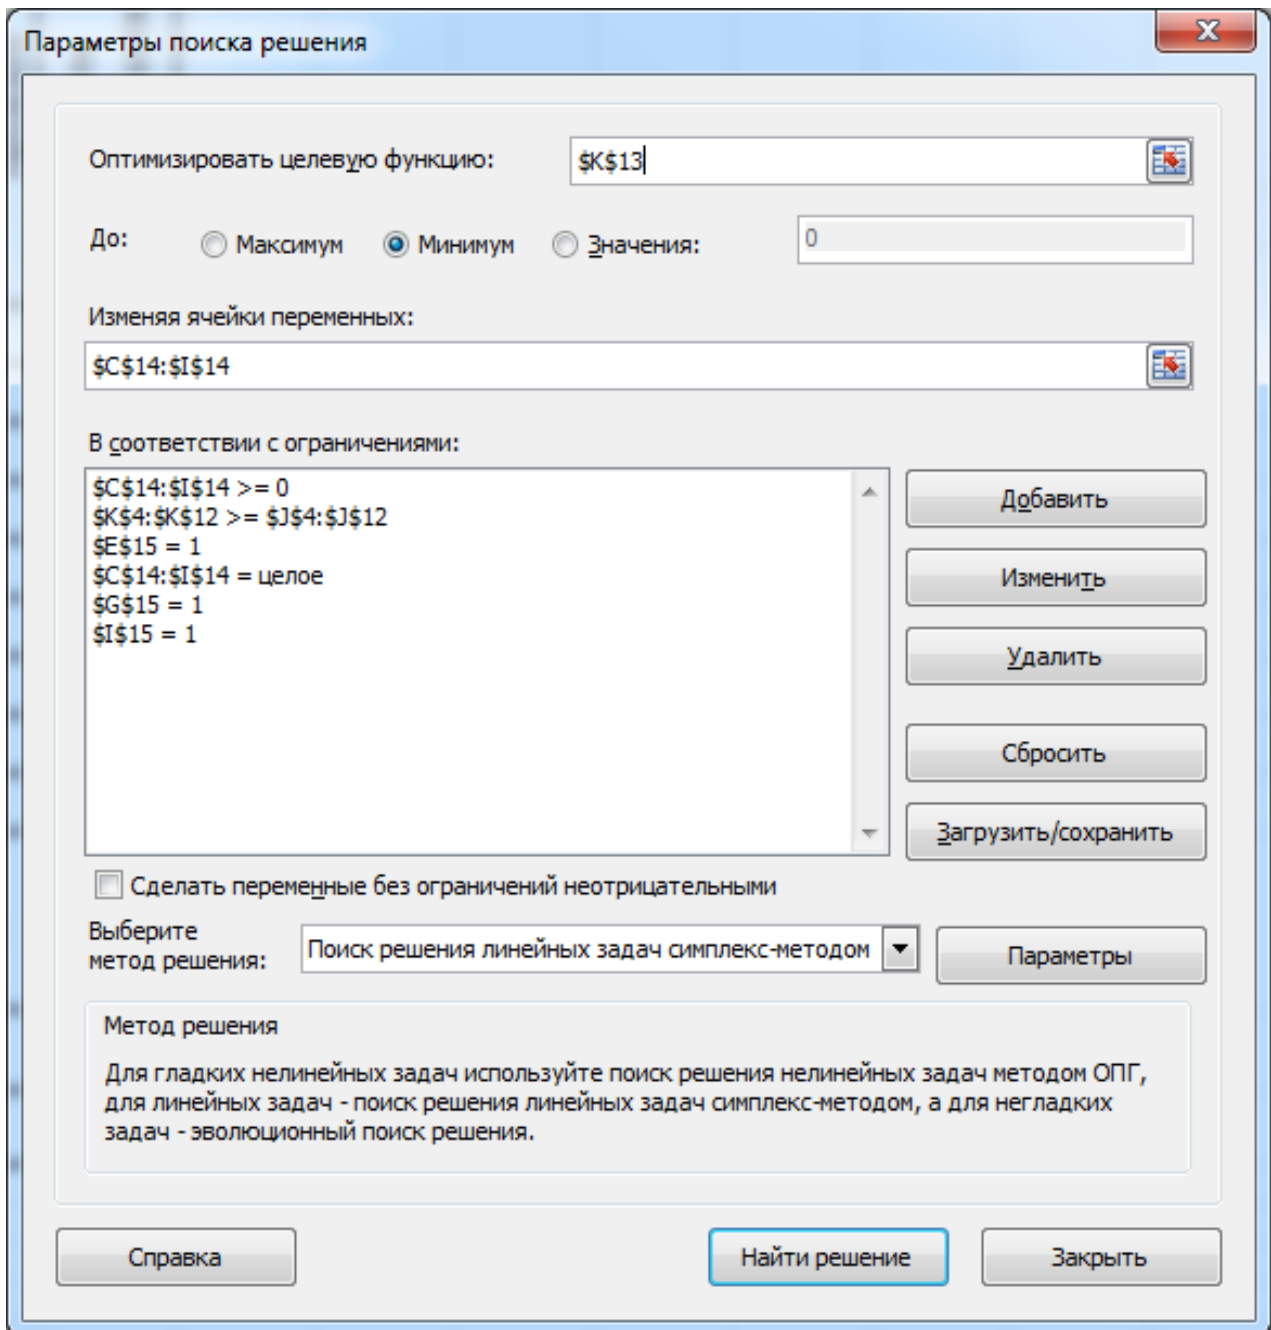 Параметры поиска решения
Оптимизировать целевую функцию: $K$13
До: Максимум Минимум Значения: 0
Изменяя ячейки переменных:
$C$14:$I$14
В соответствии с ограничениями:
$C$14:$I$14 >= 0
$K$4:$K$12 >= $J$4:$J$12
$E$15 = 1
$C$14:$I$14 = целое
$G$15 = 1
$I$15 = 1
Добавить
Изменить
Удалить
Сбросить
Загрузить/сохранить
Сделать переменные без ограничений неотрицательными
Выберите
метод решения:
Поиск решения линейных задач симплекс-методом
Параметры
Метод решения
Для гладких нелинейных задач используйте поиск решения нелинейных задач методом ОПГ,
для линейных задач - поиск решения линейных задач симплекс-методом, а для негладких
задач - эволюционный поиск решения.
Справка
Найти решение
Закрыть